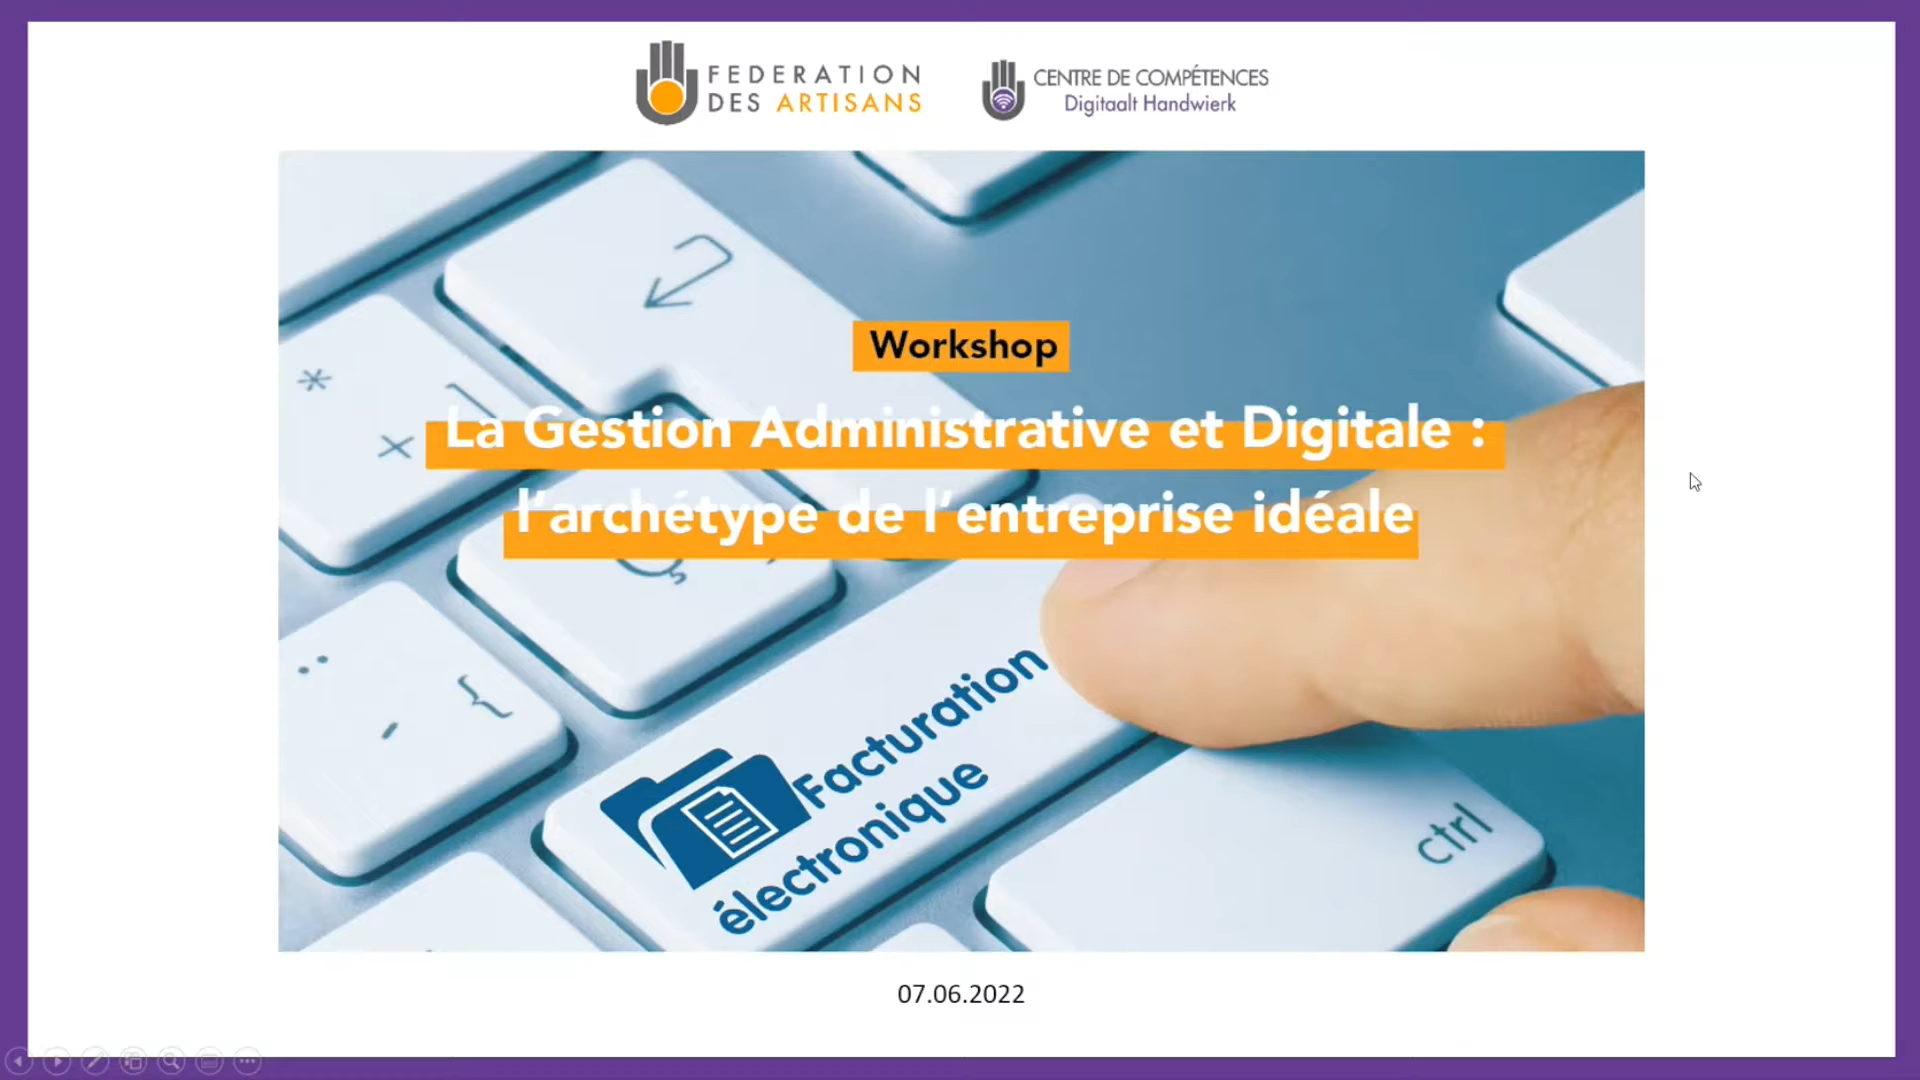 FEDERATION
DES ARTISANS
CENTRE DE COMPÉTENCES
Digitaalt Handwierk
Workshop
La Gestion Administrative et Digitale :
l'archétype de l'entreprise idéale
Facturation
électronique
ctrl
07.06.2022